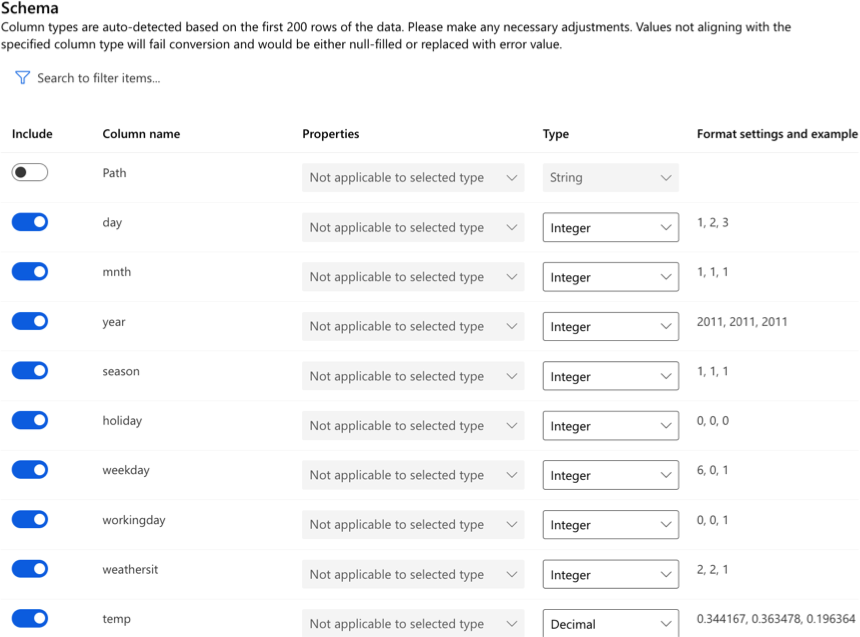 Schema
Column types are auto-detected based on the first 200 rows of the data. Please make any necessary adjustments. Values not aligning with the
specified column type will fail conversion and would be either null-filled or replaced with error value.
Search to filter items...
Include Column name Properties Type Format settings and example
Path Not applicable to selected type String
day Not applicable to selected type Integer 1, 2, 3
mnth Not applicable to selected type Integer 1, 1, 1
year Not applicable to selected type Integer 2011, 2011, 2011
season Not applicable to selected type Integer 1, 1, 1
holiday Not applicable to selected type Integer 0, 0, 0
weekday Not applicable to selected type Integer 6, 0, 1
workingday Not applicable to selected type Integer 0, 0, 1
weathersit Not applicable to selected type Integer 2, 2, 1
temp Not applicable to selected type Decimal 0.344167, 0.363478, 0.196364